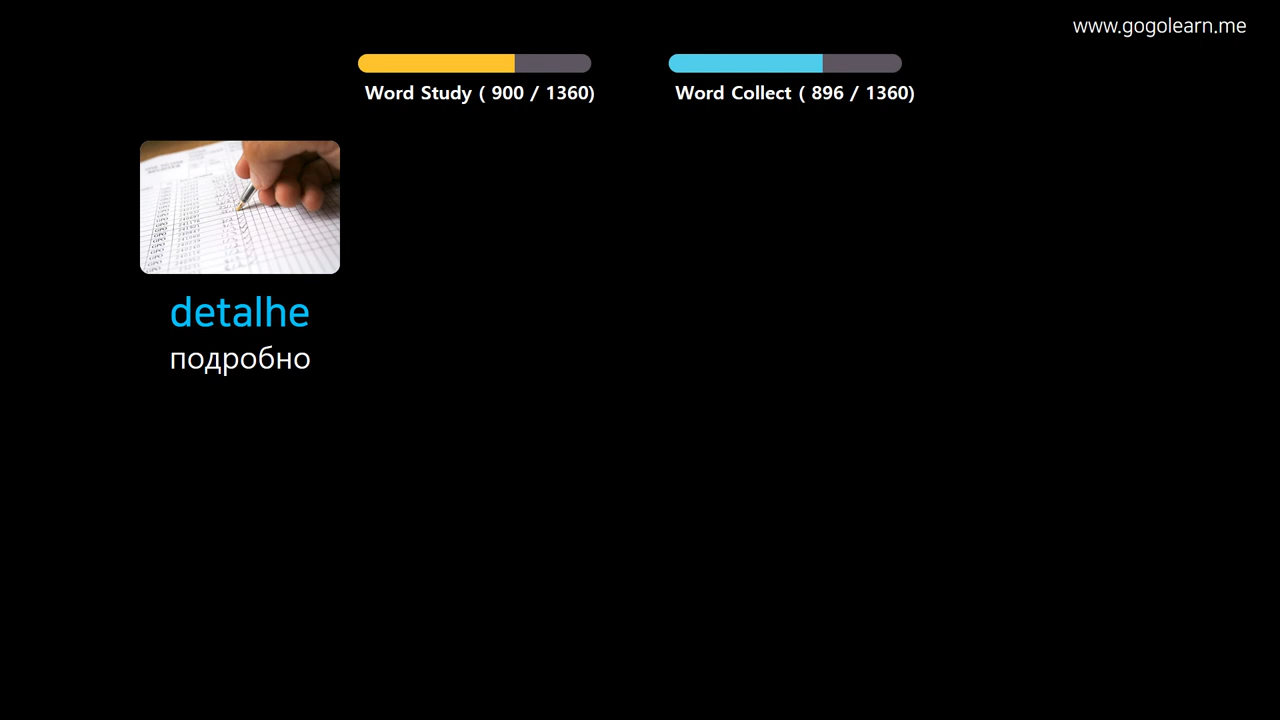 www.gogolearn.me
Word Study ( 900 / 1360)
Word Collect ( 896 / 1360)
detalhe
подробно